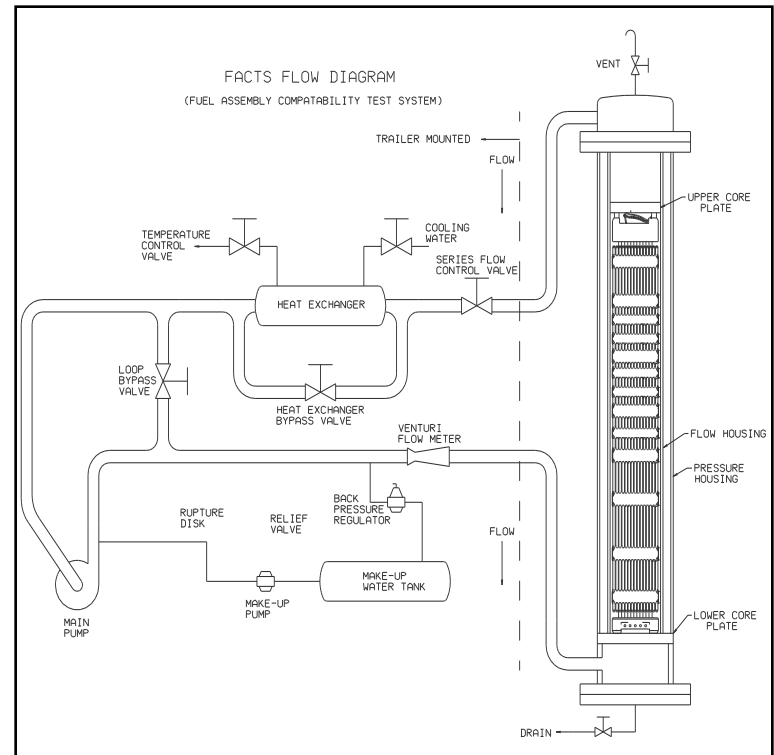 FACTS FLOW DIAGRAM
(FUEL ASSEMBLY COMPATABILITY TEST SYSTEM)
VENT
TRAILER MOUNTED
FLOW
UPPER CORE
PLATE
TEMPERATURE
CONTROL
VALVE
COOLING
WATER
SERIES FLOW
CONTROL VALVE
HEAT EXCHANGER
LOOP
BYPASS
VALVE
HEAT EXCHANGER
BYPASS VALVE
VENTURI
FLOW METER
FLOW HOUSING
PRESSURE
HOUSING
BACK
PRESSURE
REGULATOR
RUPTURE
DISK
RELIEF
VALVE
FLOW
MAKE-UP
WATER TANK
MAKE-UP
PUMP
MAIN
PUMP
LOWER CORE
PLATE
DRAIN